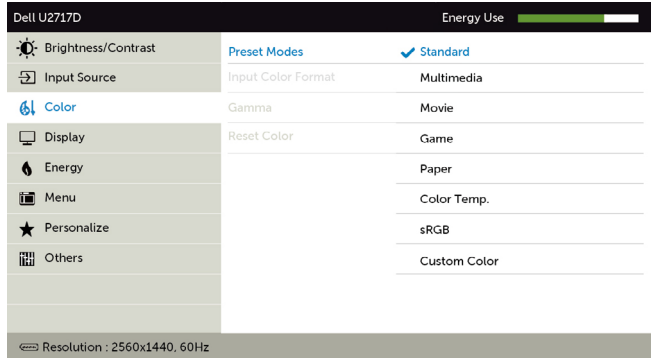 Dell U2717D
Energy Use
Brightness/Contrast
Input Source
Color
Display
Energy
Menu
Personalize
Others
Preset Modes
Input Color Format
Gamma
Reset Color
Standard
Multimedia
Movie
Game
Paper
Color Temp.
sRGB
Custom Color
Resolution : 2560x1440, 60Hz